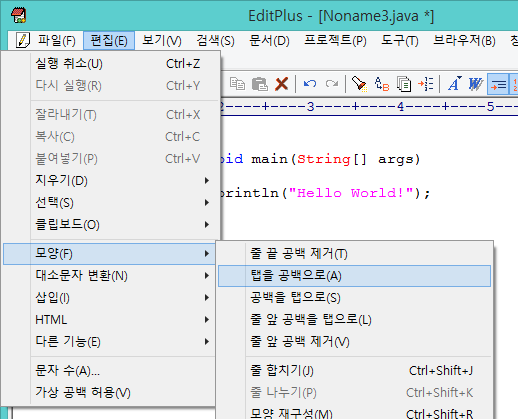 EditPlus - [Noname3.java *]
파일(F) 편집(E) 보기(V) 검색(S) 문서(D) 프로젝트(P) 도구(T) 브라우저(B)
실행 취소(U) Ctrl+Z
다시 실행(R) Ctrl+Y
잘라내기(T) Ctrl+X
복사(C) Ctrl+C
붙여넣기(P) Ctrl+V
지우기(D)
선택(S)
클립보드(O)
모양(F)
대소문자 변환(N)
삽입(I)
HTML
다른 기능(E)
문자 수(A)...
가상 공백 허용(V)
2----+----3----+----4----+----5----
oid main(String[] args)
println("Hello World!");
줄 끝 공백 제거(T)
탭을 공백으로(A)
공백을 탭으로(S)
줄 앞 공백을 탭으로(L)
줄 앞 공백 제거(V)
줄 합치기(J) Ctrl+Shift+J
줄 나누기(P) Ctrl+Shift+K
모양 재구성(M) Ctrl+Shift+R